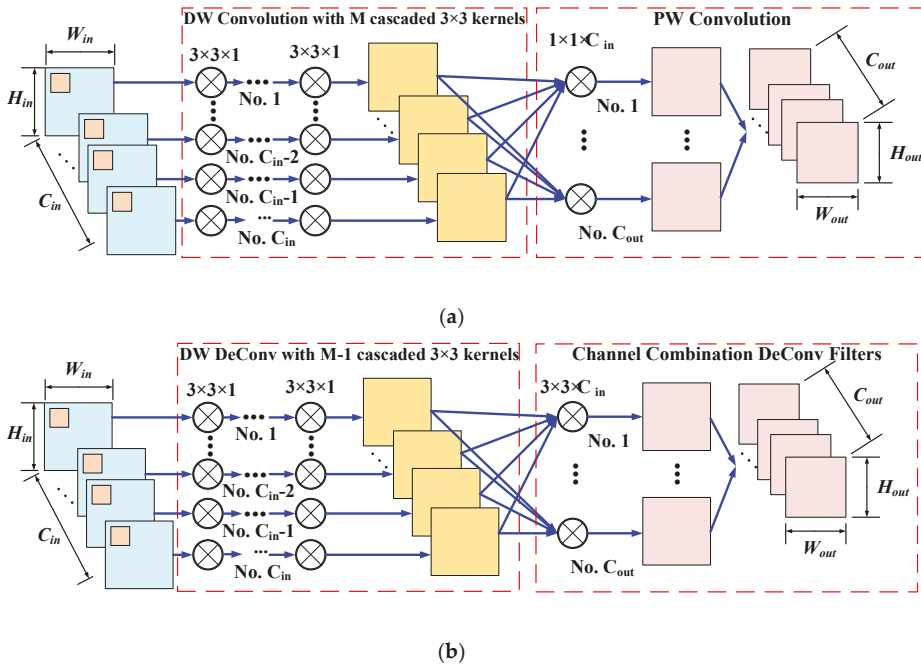 DW Convolution with M cascaded 3×3 kernels
PW Convolution
W_in
H_in
C_in
3×3×1
3×3×1
No. 1
No. C_in-2
No. C_in-1
No. C_in
1×1×C_in
No. 1
No. C_out
C_out
H_out
W_out
(a)
DW DeConv with M-1 cascaded 3×3 kernels
Channel Combination DeConv Filters
W_in
H_in
C_in
3×3×1
3×3×1
No. 1
No. C_in-2
No. C_in-1
No. C_in
3×3×C_in
No. 1
No. C_out
C_out
H_out
W_out
(b)